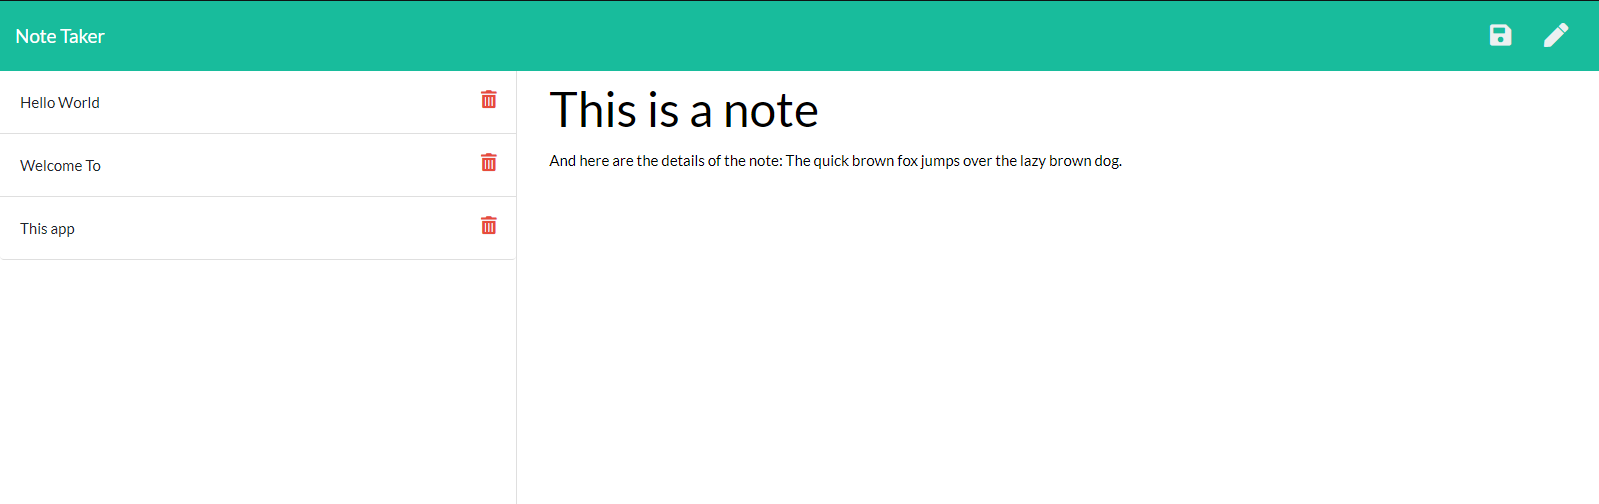 Note Taker
Hello World
Welcome To
This app
This is a note
And here are the details of the note: The quick brown fox jumps over the lazy brown dog.